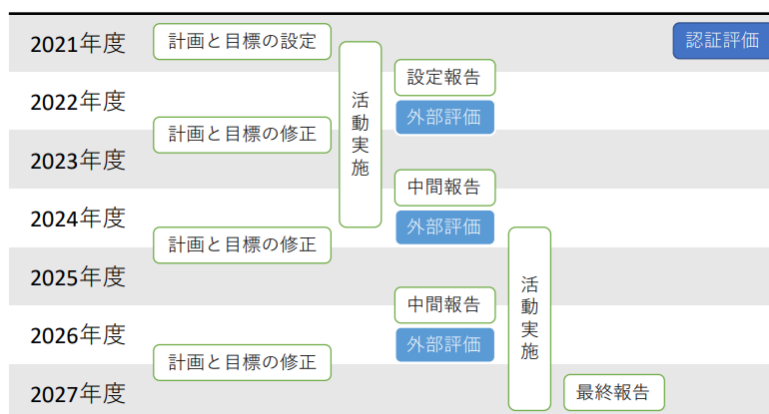 2021年度
計画と目標の設定
認証評価
設定報告
2022年度
外部評価
計画と目標の修正
活動実施
2023年度
中間報告
2024年度
外部評価
計画と目標の修正
2025年度
中間報告
活動実施
2026年度
外部評価
計画と目標の修正
2027年度
最終報告